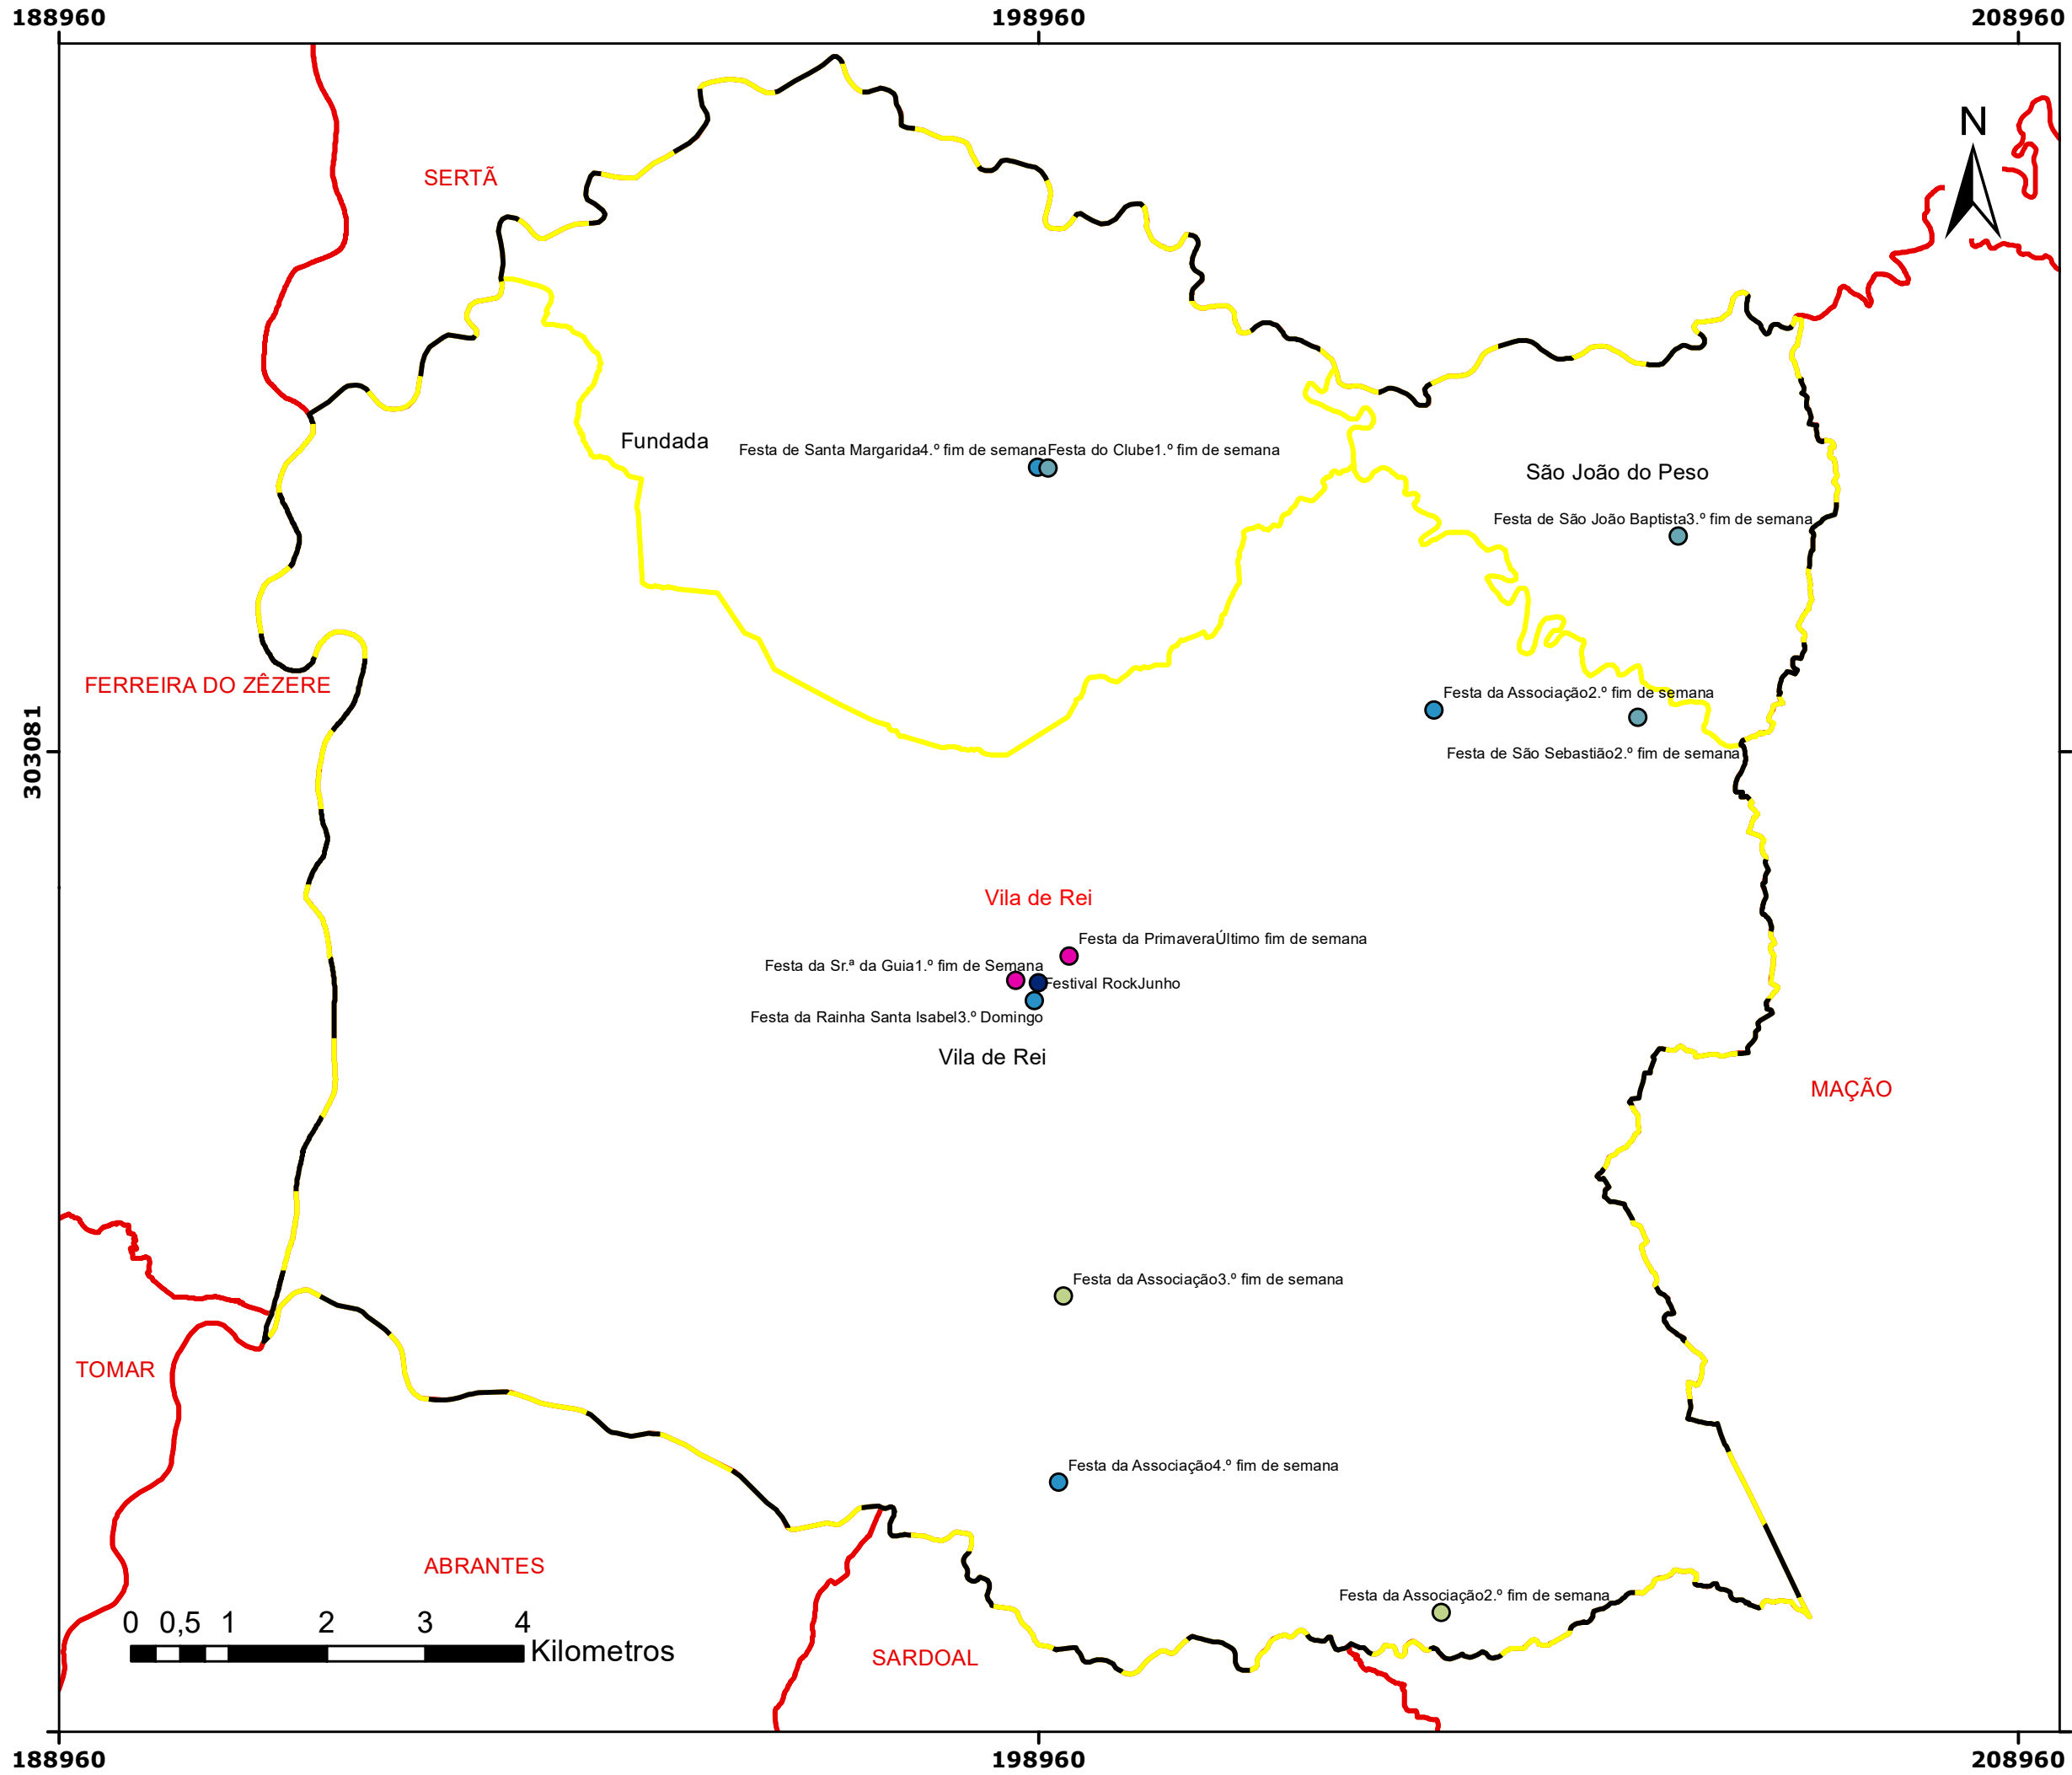 188960 198960 208960
N
SERTÃ
Fundada
Festa de Santa Margarida4.º fim de semana
Festa do Clube1.º fim de semana
São João do Peso
Festa de São João Baptista3.º fim de semana
FERREIRA DO ZÊZERE
Festa da Associação2.º fim de semana
303081
Festa de São Sebastião2.º fim de semana
Vila de Rei
Festa da PrimaveraÚltimo fim de semana
Festa da Sr.ª da Guia1.º fim de Semana
Festival RockJunho
Festa da Rainha Santa Isabel3.º Domingo
Vila de Rei
MAÇÃO
Festa da Associação3.º fim de semana
TOMAR
Festa da Associação4.º fim de semana
ABRANTES
Festa da Associação2.º fim de semana
0 0,5 1 2 3 4
Kilometros
SARDOAL
188960 198960 208960